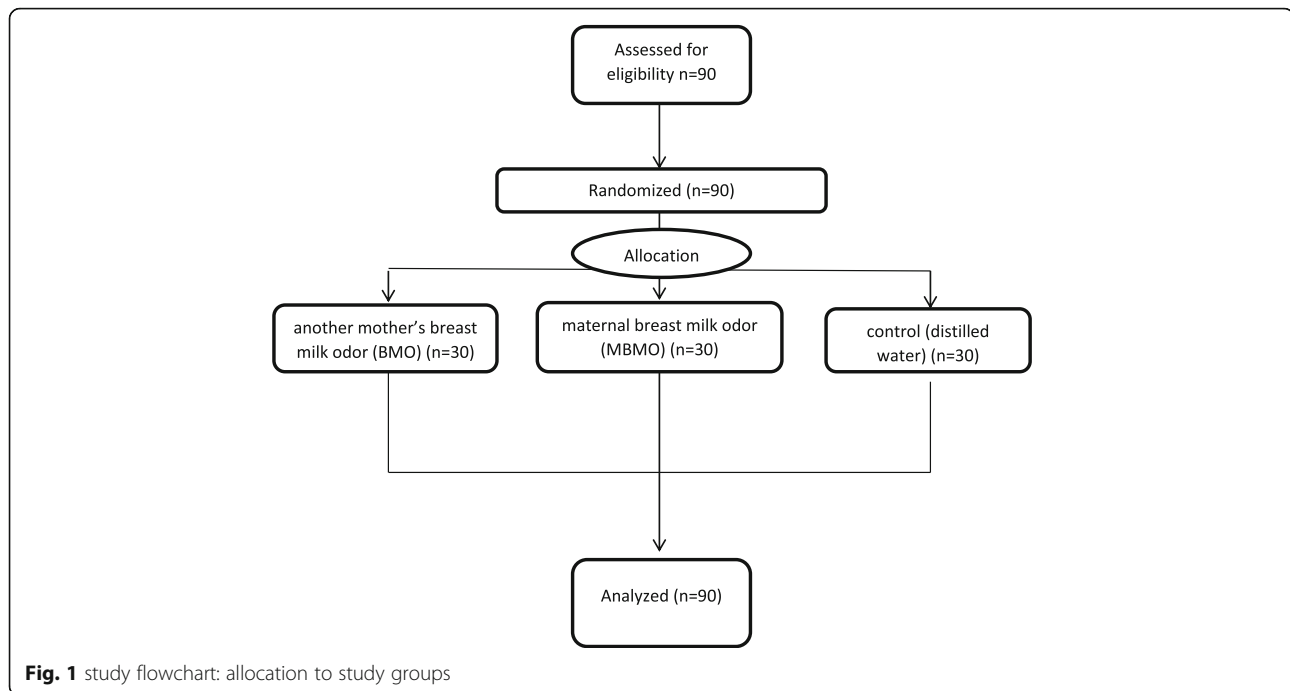 Assessed for
eligibility n=90
Randomized (n=90)
Allocation
another mother’s breast
milk odor (BMO) (n=30)
maternal breast milk odor
(MBMO) (n=30)
control (distilled
water) (n=30)
Analyzed (n=90)
Fig. 1 study flowchart: allocation to study groups